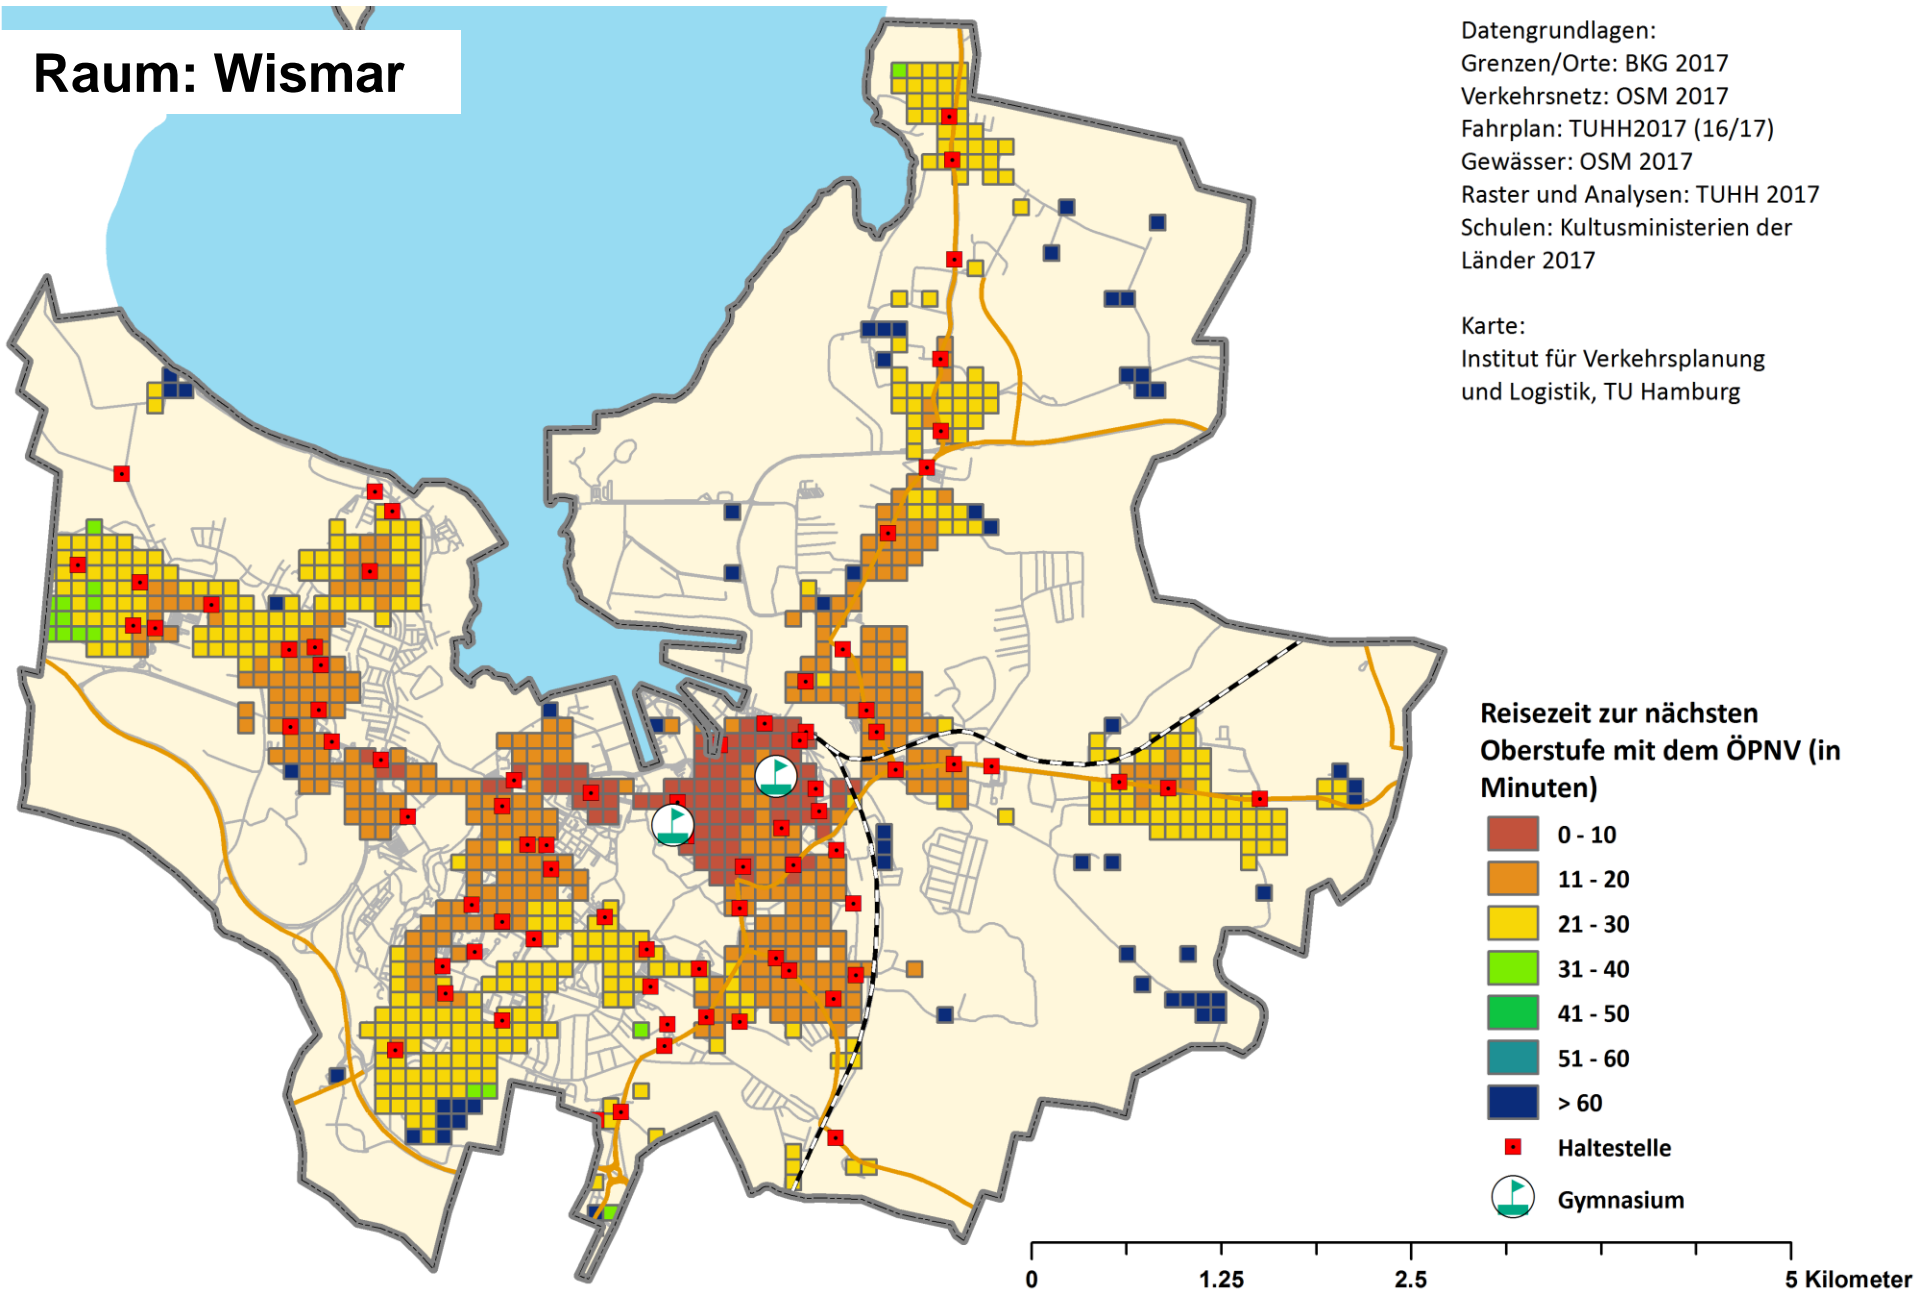 Raum: Wismar
Datengrundlagen:
Grenzen/Orte: BKG 2017
Verkehrsnetz: OSM 2017
Fahrplan: TUHH2017 (16/17)
Gewässer: OSM 2017
Raster und Analysen: TUHH 2017
Schulen: Kultusministerien der
Länder 2017
Karte:
Institut für Verkehrsplanung
und Logistik, TU Hamburg
Reisezeit zur nächsten
Oberstufe mit dem ÖPNV (in
Minuten)
0 - 10
11 - 20
21 - 30
31 - 40
41 - 50
51 - 60
> 60
Haltestelle
Gymnasium
0 1.25 2.5 5 Kilometer